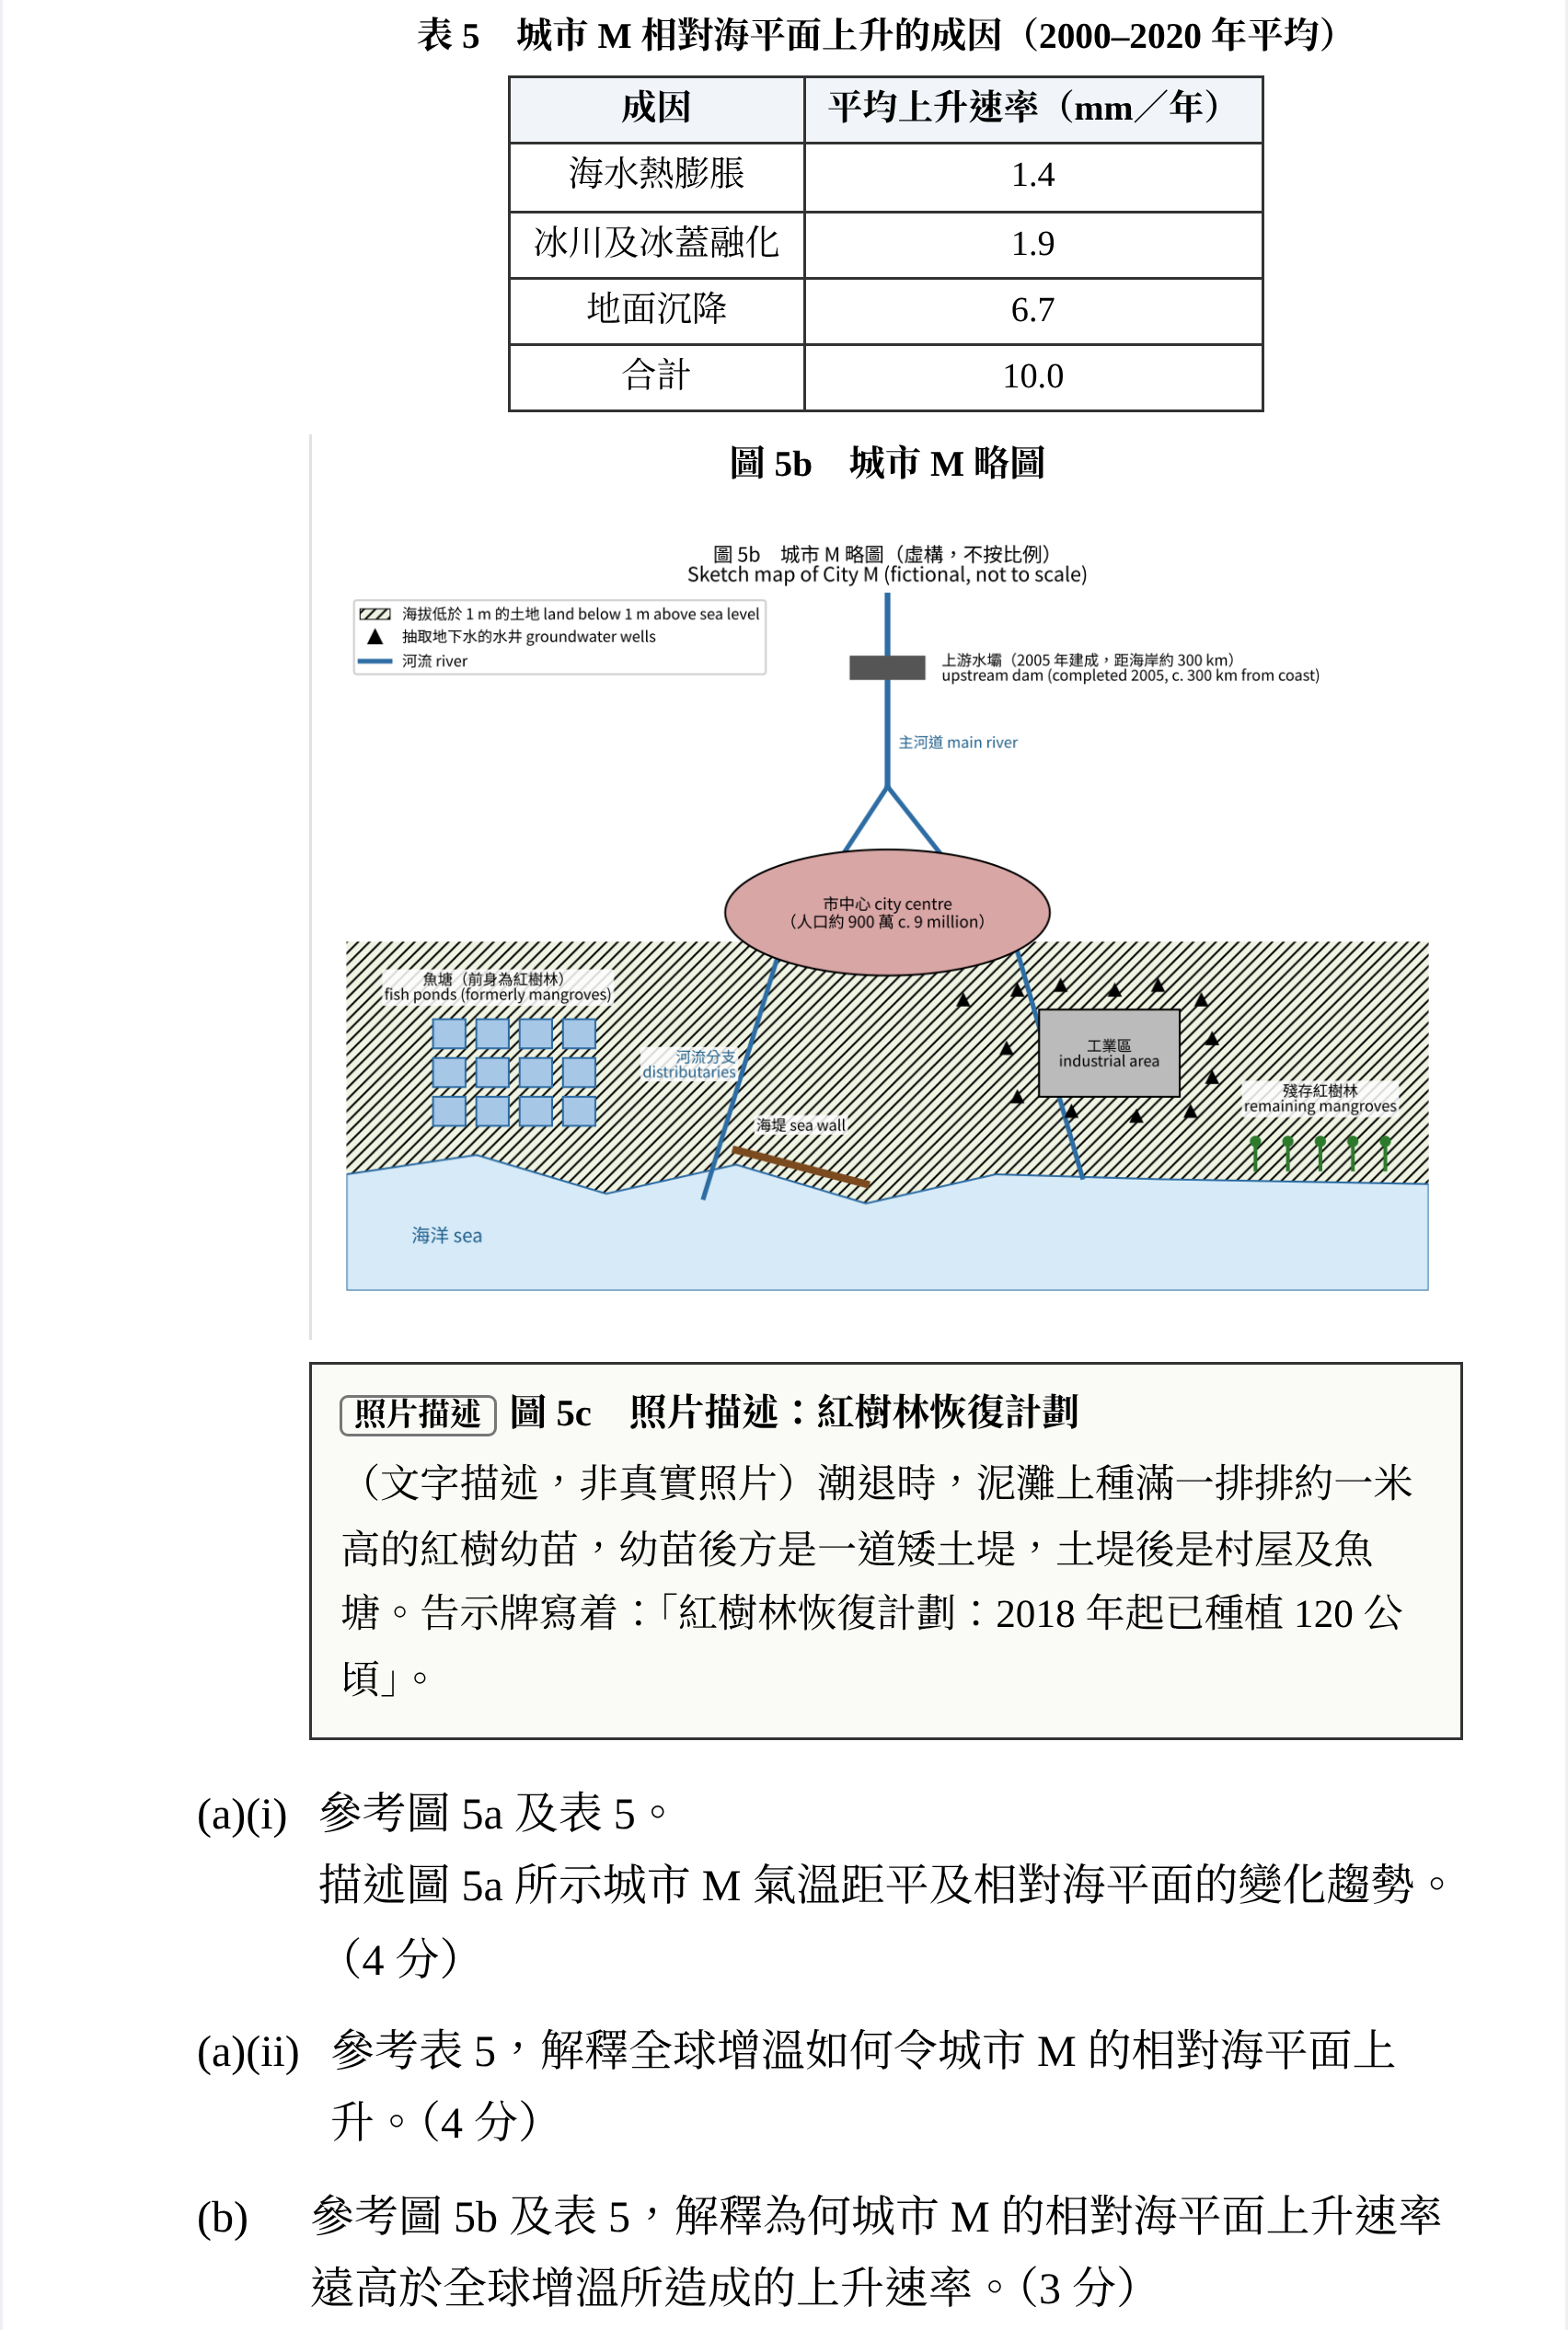 表 5　城市 M 相對海平面上升的成因（2000–2020 年平均）
成因　平均上升速率（mm／年）
海水熱膨脹　1.4
冰川及冰蓋融化　1.9
地面沉降　6.7
合計　10.0
圖 5b　城市 M 略圖
圖 5b　城市 M 略圖（虛構，不按比例）
Sketch map of City M (fictional, not to scale)
海拔低於 1 m 的土地 land below 1 m above sea level
抽取地下水的水井 groundwater wells
河流 river
上游水壩（2005 年建成，距海岸約 300 km）
upstream dam (completed 2005, c. 300 km from coast)
主河道 main river
市中心 city centre
（人口約 900 萬 c. 9 million）
魚塘（前身為紅樹林）
fish ponds (formerly mangroves)
河流分支
distributaries
工業區
industrial area
殘存紅樹林
remaining mangroves
海堤 sea wall
海洋 sea
照片描述 圖 5c　照片描述：紅樹林恢復計劃
（文字描述，非真實照片）潮退時，泥灘上種滿一排排約一米
高的紅樹幼苗，幼苗後方是一道矮土堤，土堤後是村屋及魚
塘。告示牌寫着：「紅樹林恢復計劃：2018 年起已種植 120 公
頃」。
(a)(i) 參考圖 5a 及表 5。
描述圖 5a 所示城市 M 氣溫距平及相對海平面的變化趨勢。
（4 分）
(a)(ii) 參考表 5，解釋全球增溫如何令城市 M 的相對海平面上
升。（4 分）
(b) 參考圖 5b 及表 5，解釋為何城市 M 的相對海平面上升速率
遠高於全球增溫所造成的上升速率。（3 分）